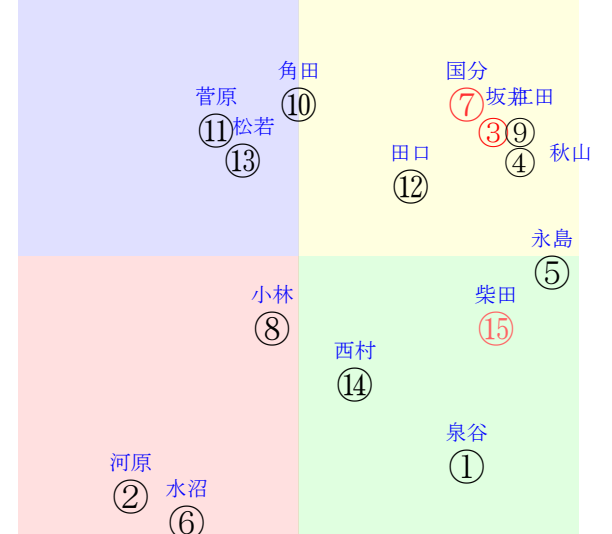 角田
国分
菅原
⑩
⑦
坂井
⑪
松若
③
⑨
⑬
田口
④
秋山
⑫
永島
⑤
小林
柴田
⑧
⑮
西村
⑭
泉谷
河原
①
水沼
②
⑥